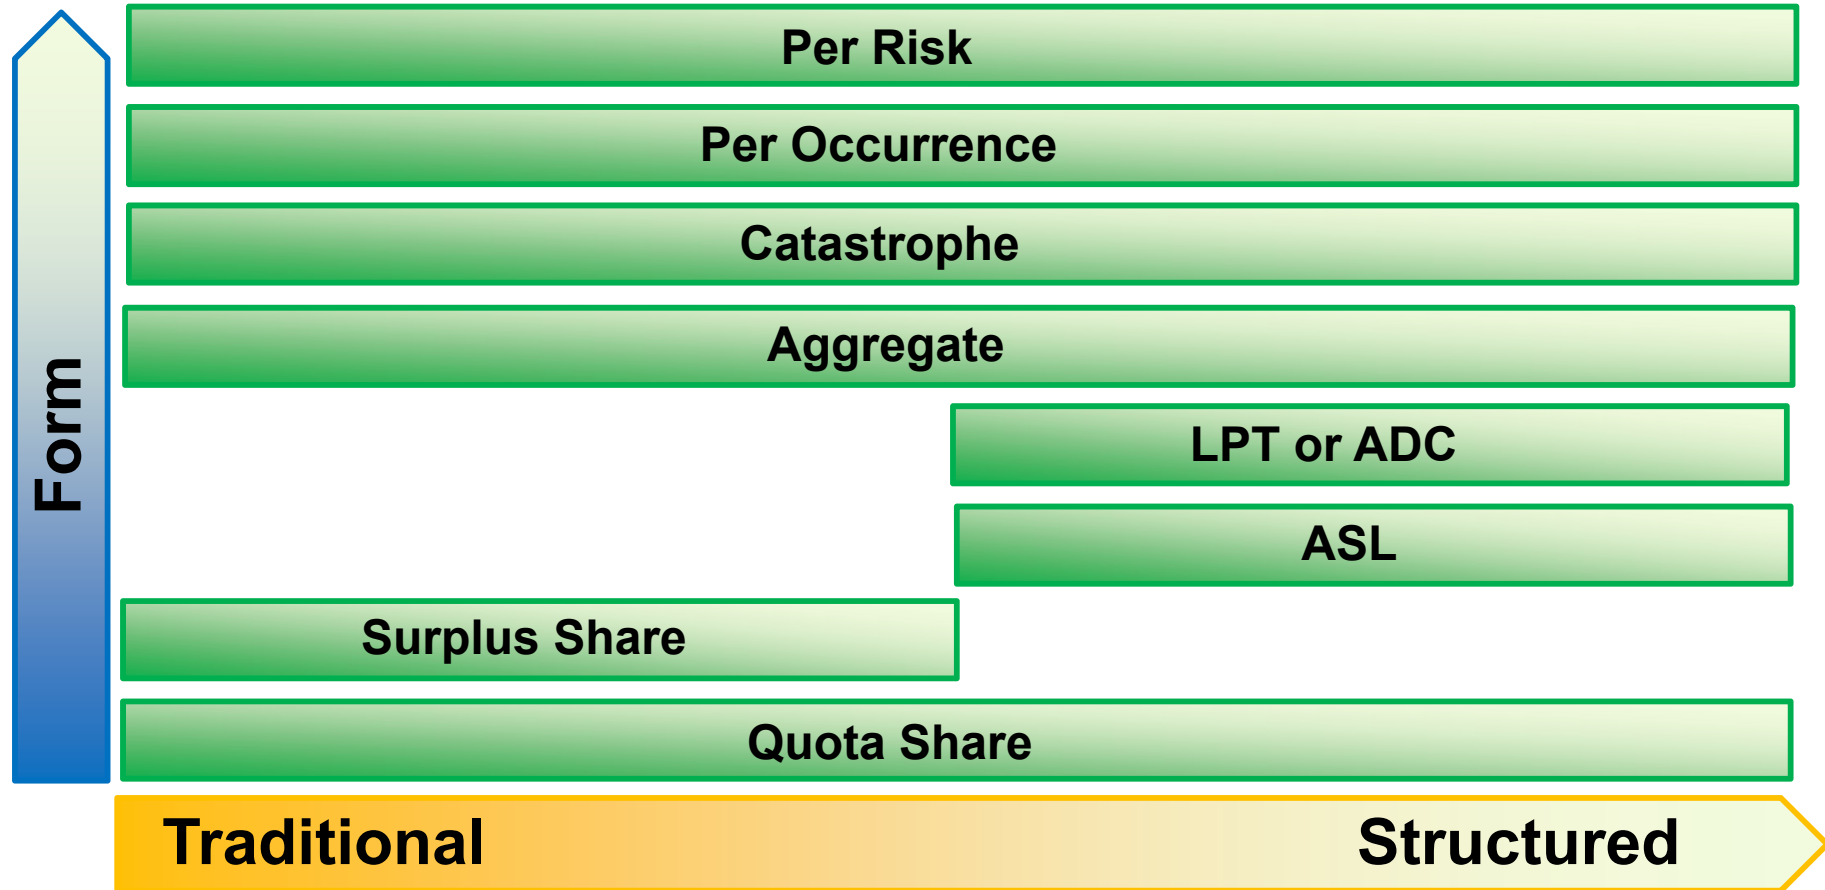 Per Risk
Per Occurrence
Catastrophe
Aggregate
LPT or ADC
ASL
Surplus Share
Quota Share
Form
Traditional
Structured